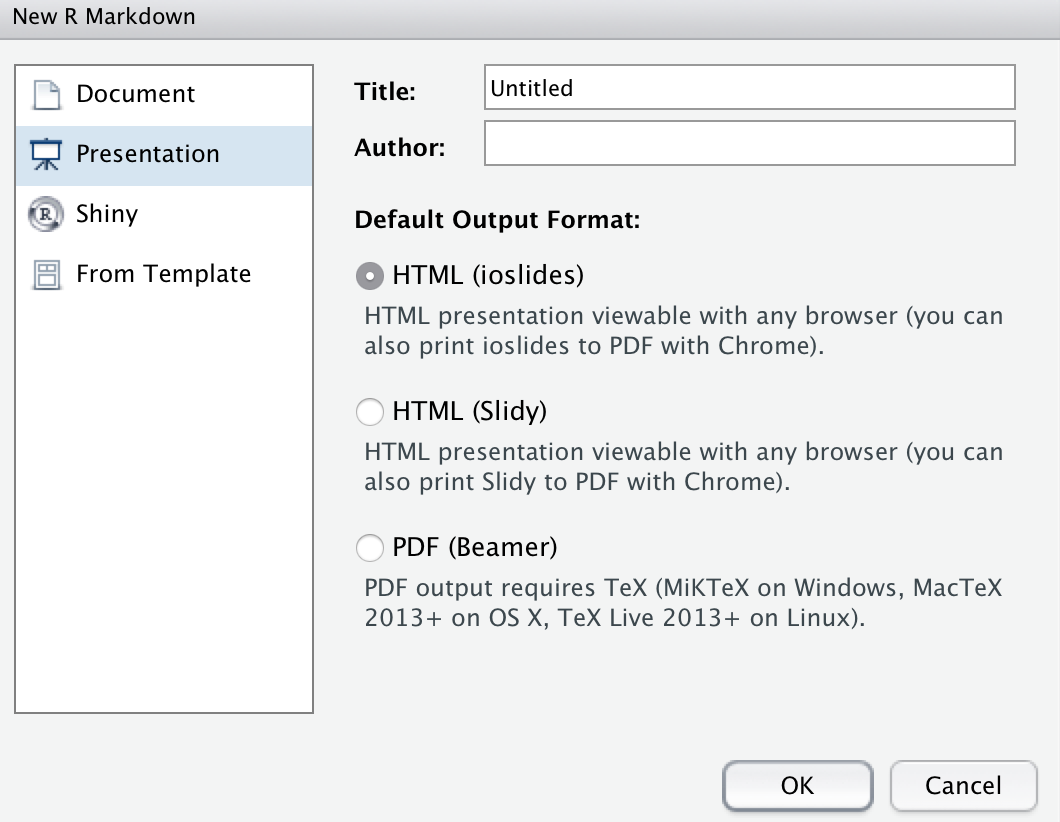 New R Markdown
Document
Presentation
Shiny
From Template
Title:
Untitled
Author:
Default Output Format:
HTML (ioslides)
HTML presentation viewable with any browser (you can
also print ioslides to PDF with Chrome).
HTML (Slidy)
HTML presentation viewable with any browser (you can
also print Slidy to PDF with Chrome).
PDF (Beamer)
PDF output requires TeX (MiKTeX on Windows, MacTeX
2013+ on OS X, TeX Live 2013+ on Linux).
OK
Cancel